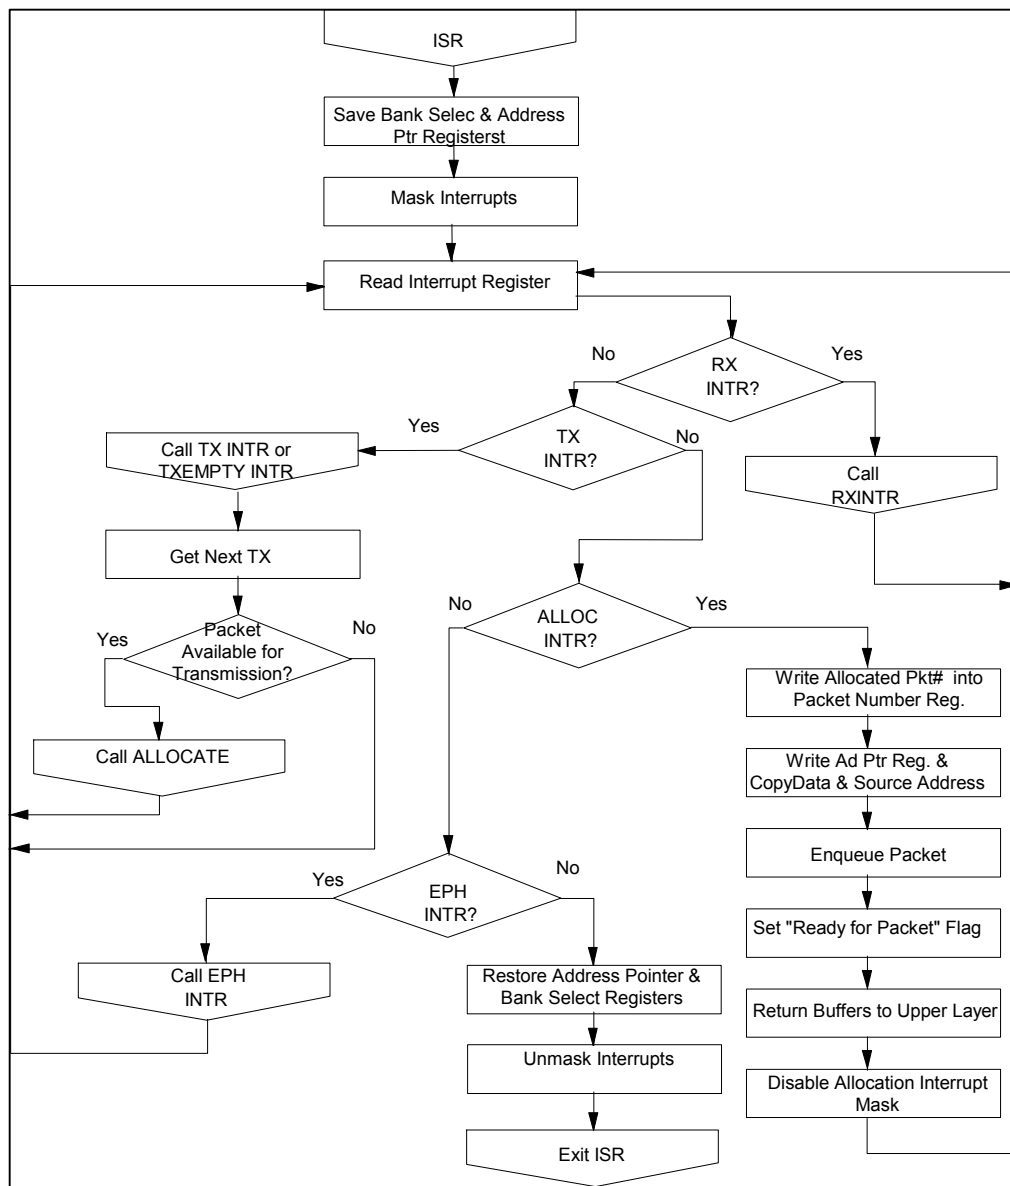 ISR
Save Bank Selec & Address
Ptr Registerst
Mask Interrupts
Read Interrupt Register
No
RX
INTR?
Yes
Yes
TX
INTR?
No
Call TX INTR or
TXEMPTY INTR
Call
RXINTR
Get Next TX
No
ALLOC
INTR?
Yes
Yes
Packet
Available for
Transmission?
No
Write Allocated Pkt# into
Packet Number Reg.
Call ALLOCATE
Write Ad Ptr Reg. &
CopyData & Source Address
Enqueue Packet
Yes
EPH
INTR?
No
Set "Ready for Packet" Flag
Call EPH
INTR
Restore Address Pointer &
Bank Select Registers
Return Buffers to Upper Layer
Unmask Interrupts
Disable Allocation Interrupt
Mask
Exit ISR